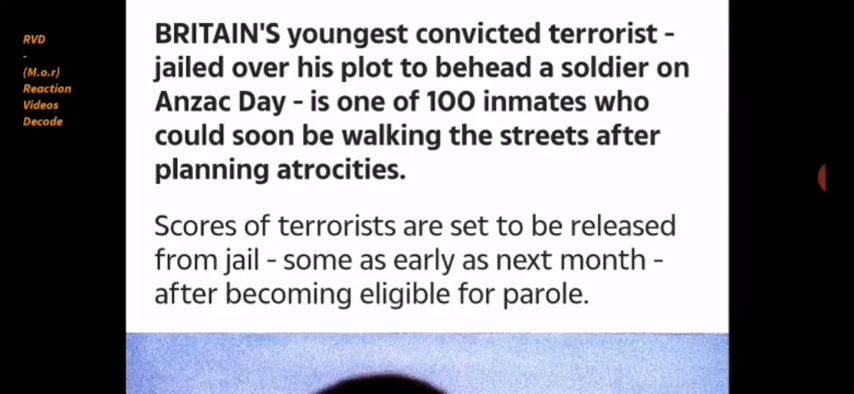 RVD
-
(M.o.r)
Reaction
Videos
Decode
BRITAIN'S youngest convicted terrorist -
jailed over his plot to behead a soldier on
Anzac Day - is one of 100 inmates who
could soon be walking the streets after
planning atrocities.
Scores of terrorists are set to be released
from jail - some as early as next month -
after becoming eligible for parole.